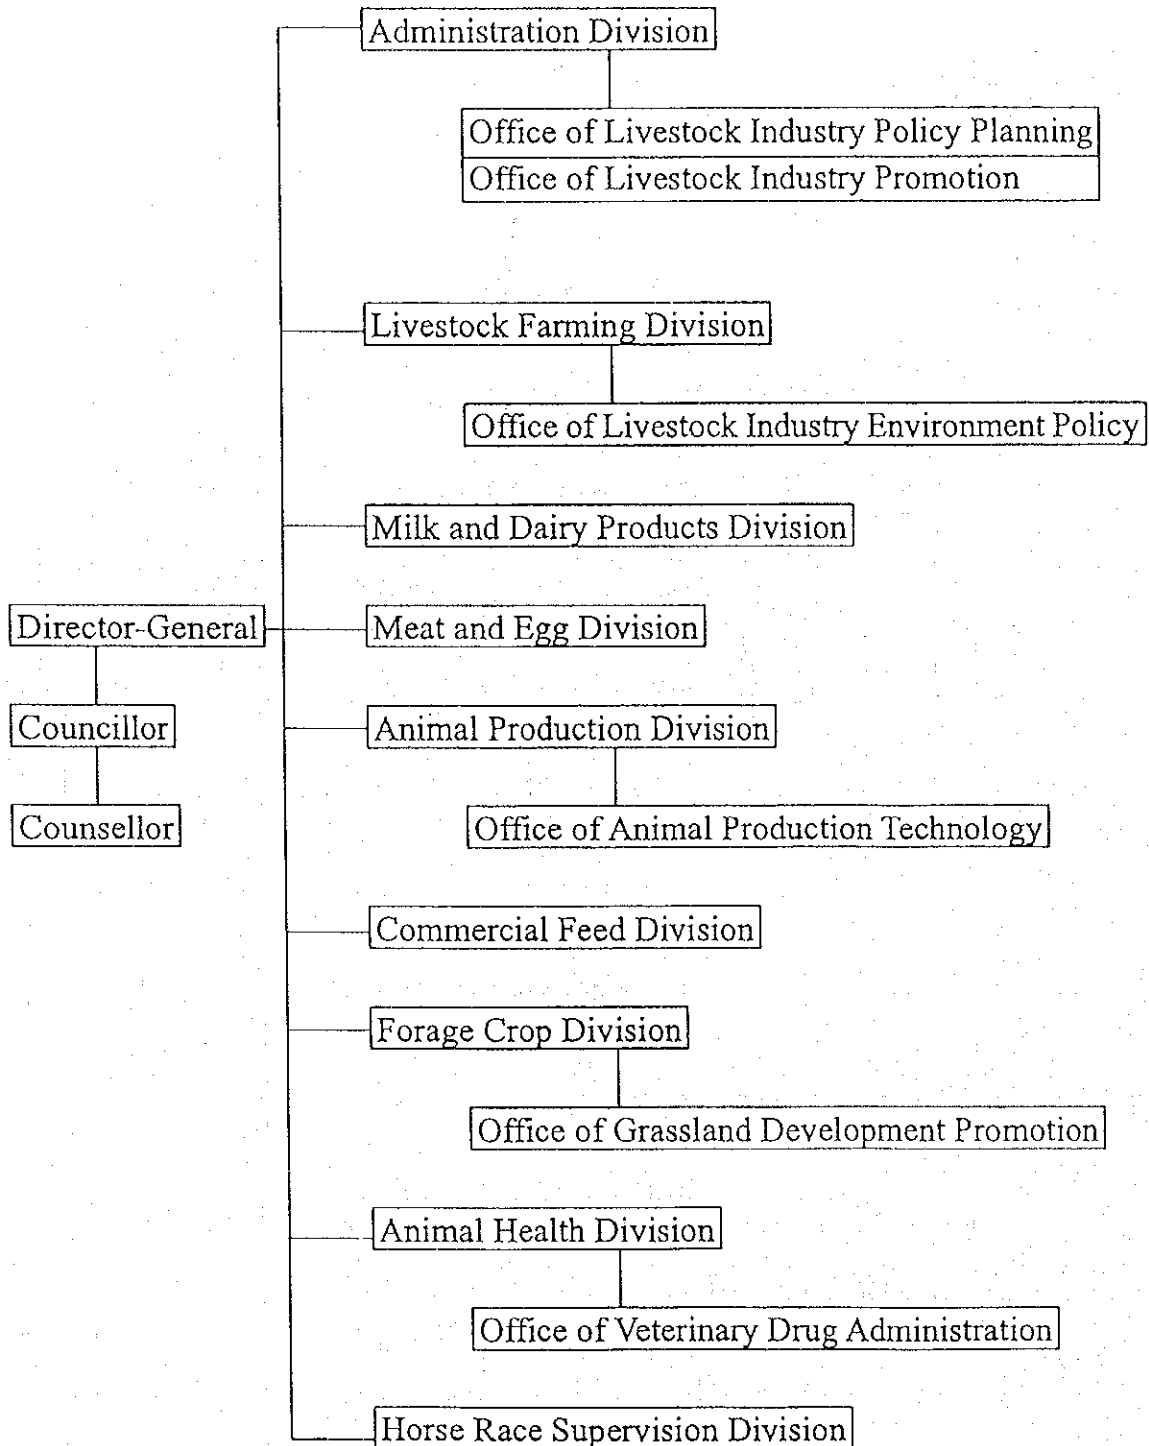 Administration Division
Office of Livestock Industry Policy Planning
Office of Livestock Industry Promotion
Livestock Farming Division
Office of Livestock Industry Environment Policy
Milk and Dairy Products Division
Director-General
Meat and Egg Division
Councillor
Animal Production Division
Counsellor
Office of Animal Production Technology
Commercial Feed Division
Forage Crop Division
Office of Grassland Development Promotion
Animal Health Division
Office of Veterinary Drug Administration
Horse Race Supervision Division